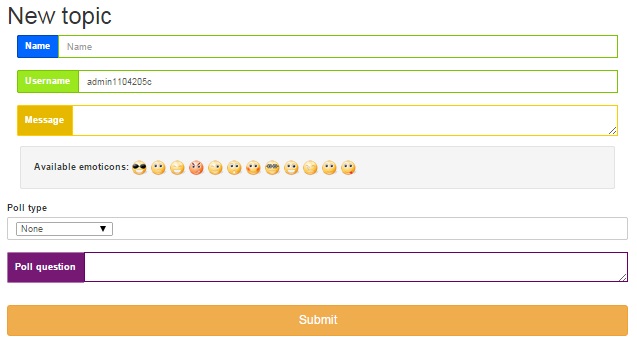 New topic
Name Name
Username admin1104205c
Message
Available emoticons:
Poll type
None
Poll question
Submit